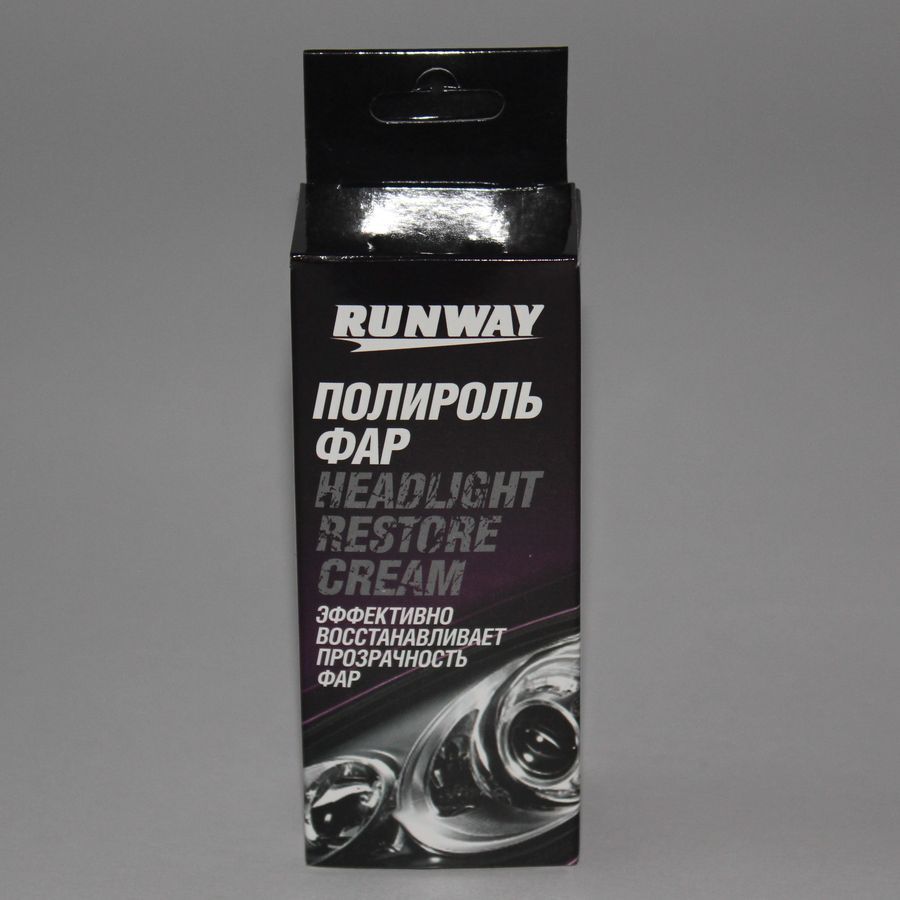 RUNWAY
ПОЛИРОЛЬ
ФАР
HEADLIGHT
RESTORE
CREAM
ЭФФЕКТИВНО
ВОССТАНАВЛИВАЕТ
ПРОЗРАЧНОСТЬ
ФАР